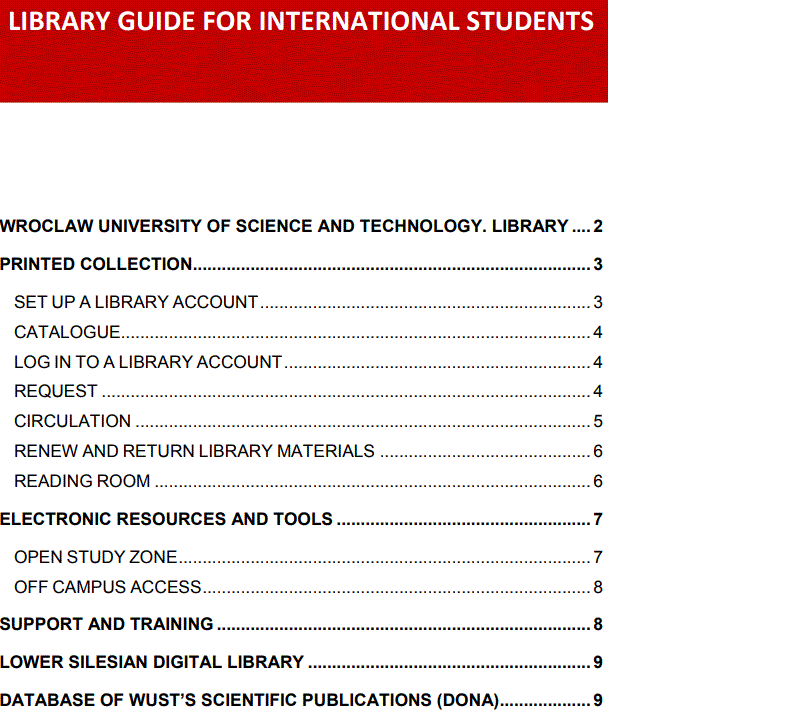 LIBRARY GUIDE FOR INTERNATIONAL STUDENTS
WROCLAW UNIVERSITY OF SCIENCE AND TECHNOLOGY. LIBRARY .... 2
PRINTED COLLECTION................................................................................... 3
SET UP A LIBRARY ACCOUNT..................................................................... 3
CATALOGUE.................................................................................................. 4
LOG IN TO A LIBRARY ACCOUNT................................................................ 4
REQUEST ...................................................................................................... 4
CIRCULATION ............................................................................................... 5
RENEW AND RETURN LIBRARY MATERIALS ............................................ 6
READING ROOM ........................................................................................... 6
ELECTRONIC RESOURCES AND TOOLS ..................................................... 7
OPEN STUDY ZONE...................................................................................... 7
OFF CAMPUS ACCESS................................................................................. 8
SUPPORT AND TRAINING .............................................................................. 8
LOWER SILESIAN DIGITAL LIBRARY ........................................................... 9
DATABASE OF WUST’S SCIENTIFIC PUBLICATIONS (DONA)................... 9